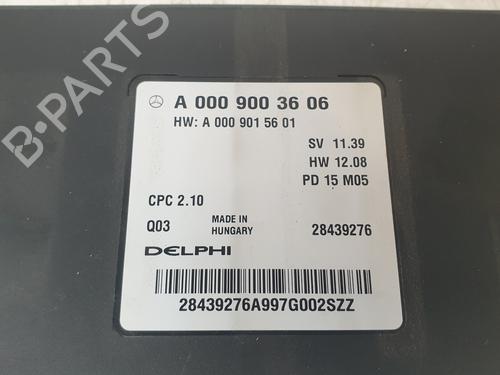 B-PARTS
A 000 900 36 06
HW: A 000 901 56 01
SV 11.39
HW 12.08
PD 15 M05
CPC 2.10
Q03
MADE IN
HUNGARY
28439276
DELPHI
28439276A997G002SZZ